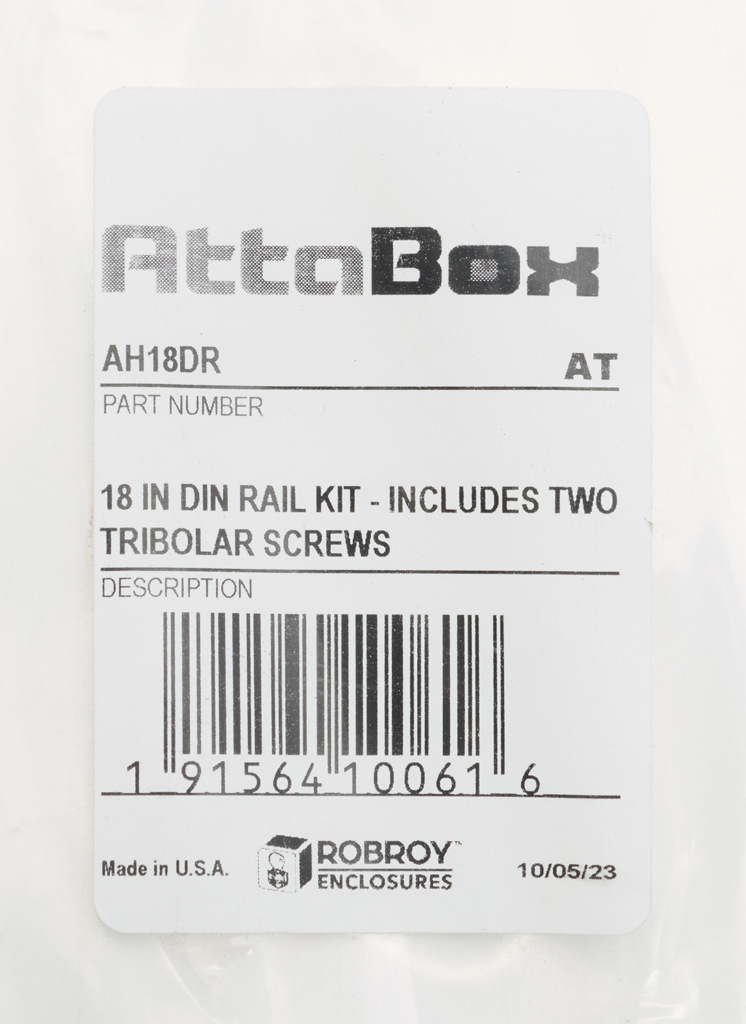 AttaBox
AH18DR AT
PART NUMBER
18 IN DIN RAIL KIT - INCLUDES TWO
TRIBOLAR SCREWS
DESCRIPTION
1 91564 10061 6
Made in U.S.A. ROBROY™ ENCLOSURES 10/05/23